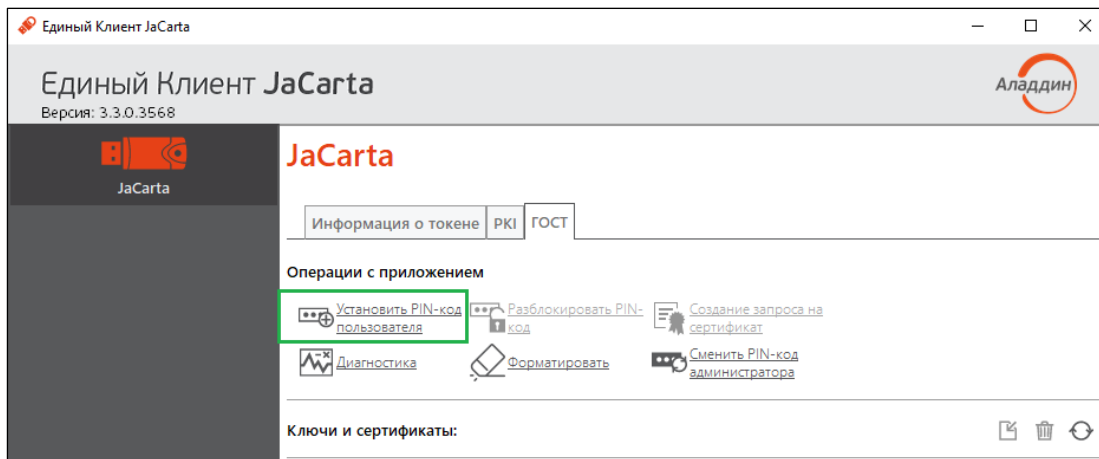 Единый Клиент JaCarta
Единый Клиент JaCarta
Версия: 3.3.0.3568
Аладдин
JaCarta
JaCarta
Информация о токене PKI ГОСТ
Операции с приложением
Установить PIN-код
пользователя
Разблокировать PIN-
код
Создание запроса на
сертификат
Диагностика
Форматировать
Сменить PIN-код
администратора
Ключи и сертификаты: